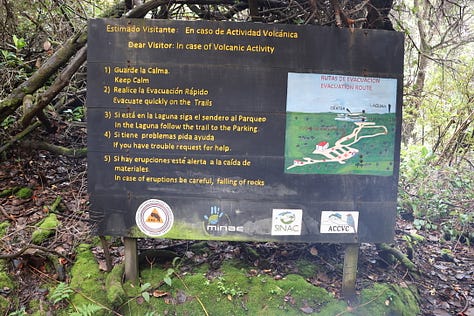 Estimado Visitante: En caso de Actividad Volcánica
Dear Visitor: In case of Volcanic Activity
1) Guarde la Calma.
Keep Calm
2) Realice la Evacuación Rápido
Evacuate quickly on the Trails
3) Si está en la Laguna siga el sendero al Parqueo
In the Laguna follow the trail to the Parking.
4) Si tiene problemas pida ayuda
If you have trouble request for help.
5) Si hay erupciones esté alerta a la caída de
materiales.
In case of eruptions be careful, falling of rocks
RUTAS DE EVACUACION
EVACUATION ROUTE
LAGUNA
CRATER
minae
SINAC
ACCVC